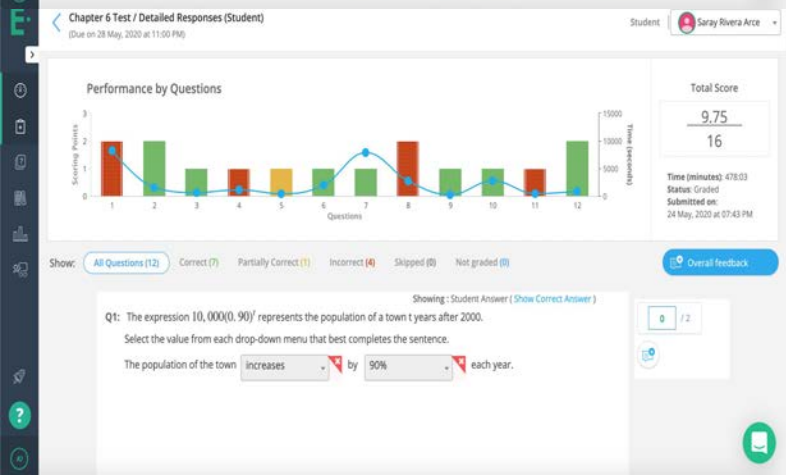 Chapter 6 Test / Detailed Responses (Student)
(Due on 28 May, 2020 at 11:00 PM)
Student
Saray Rivera Arce
Performance by Questions
Total Score
9.75
16
Time (minutes): 478:03
Status: Graded
Submitted on:
24 May, 2020 at 07:43 PM
Scoring Points
3
2
1
0
15000
10000
5000
0
Time (seconds)
1 2 3 4 5 6 7 8 9 10 11 12
Questions
Show: All Questions (12) Correct (7) Partially Correct (1) Incorrect (4) Skipped (0) Not graded (0)
Overall feedback
Showing : Student Answer ( Show Correct Answer )
Q1: The expression 10, 000(0. 90)^t represents the population of a town t years after 2000.
0 / 2
Select the value from each drop-down menu that best completes the sentence.
The population of the town increases by 90% each year.